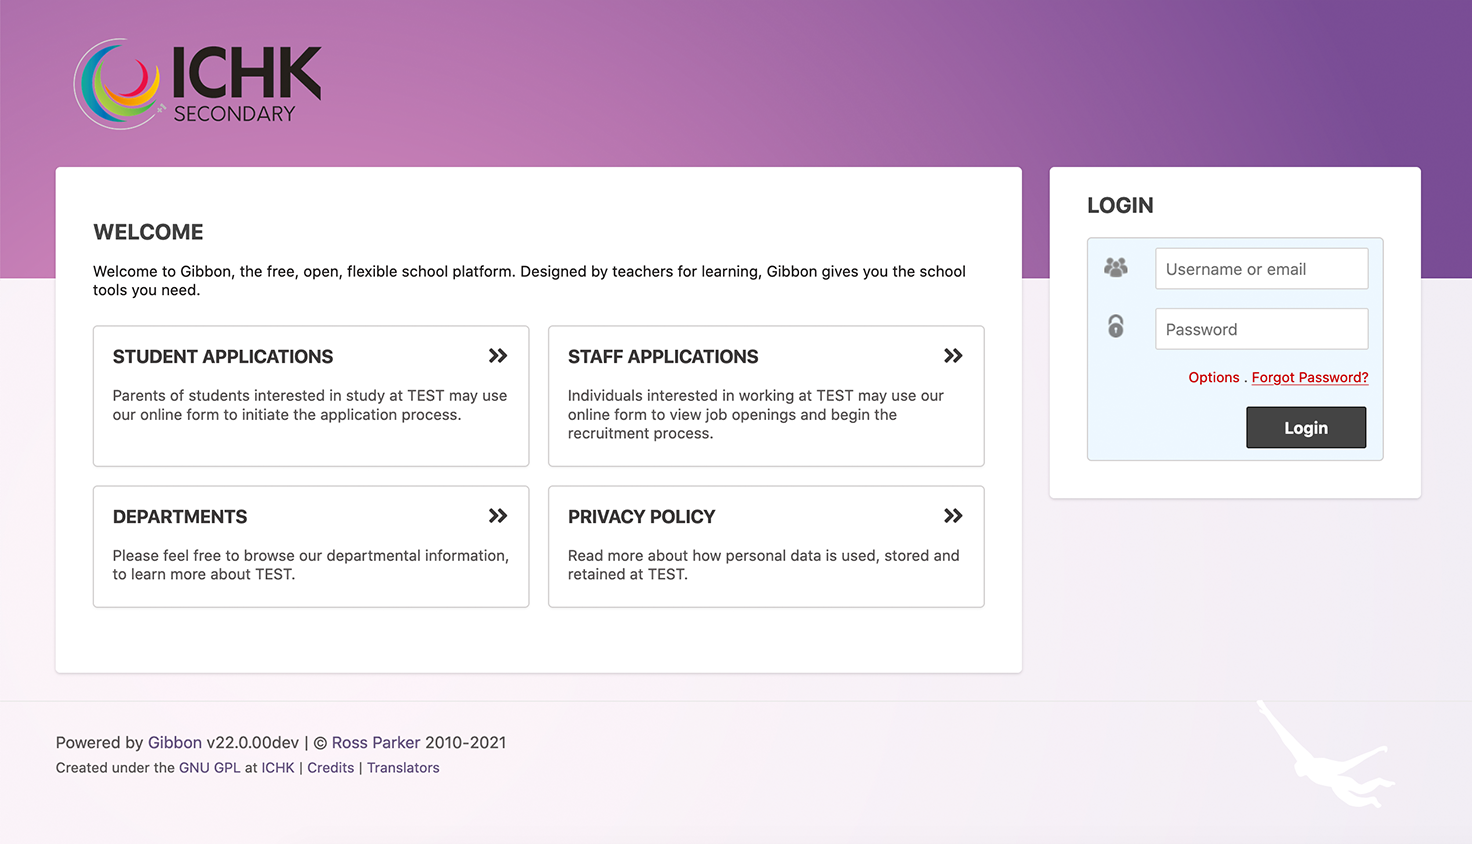 ICHK
SECONDARY
WELCOME
Welcome to Gibbon, the free, open, flexible school platform. Designed by teachers for learning, Gibbon gives you the school
tools you need.
STUDENT APPLICATIONS
Parents of students interested in study at TEST may use
our online form to initiate the application process.
STAFF APPLICATIONS
Individuals interested in working at TEST may use our
online form to view job openings and begin the
recruitment process.
DEPARTMENTS
Please feel free to browse our departmental information,
to learn more about TEST.
PRIVACY POLICY
Read more about how personal data is used, stored and
retained at TEST.
LOGIN
Username or email
Password
Options . Forgot Password?
Login
Powered by Gibbon v22.0.00dev | © Ross Parker 2010-2021
Created under the GNU GPL at ICHK | Credits | Translators